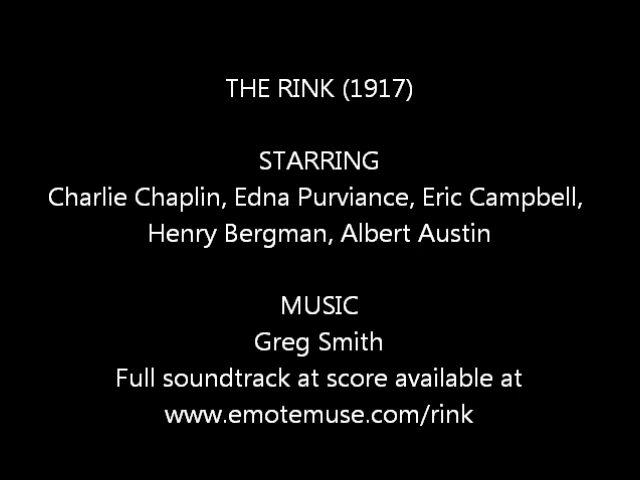 THE RINK (1917)
STARRING
Charlie Chaplin, Edna Purviance, Eric Campbell,
Henry Bergman, Albert Austin
MUSIC
Greg Smith
Full soundtrack at score available at
www.emotemuse.com/rink